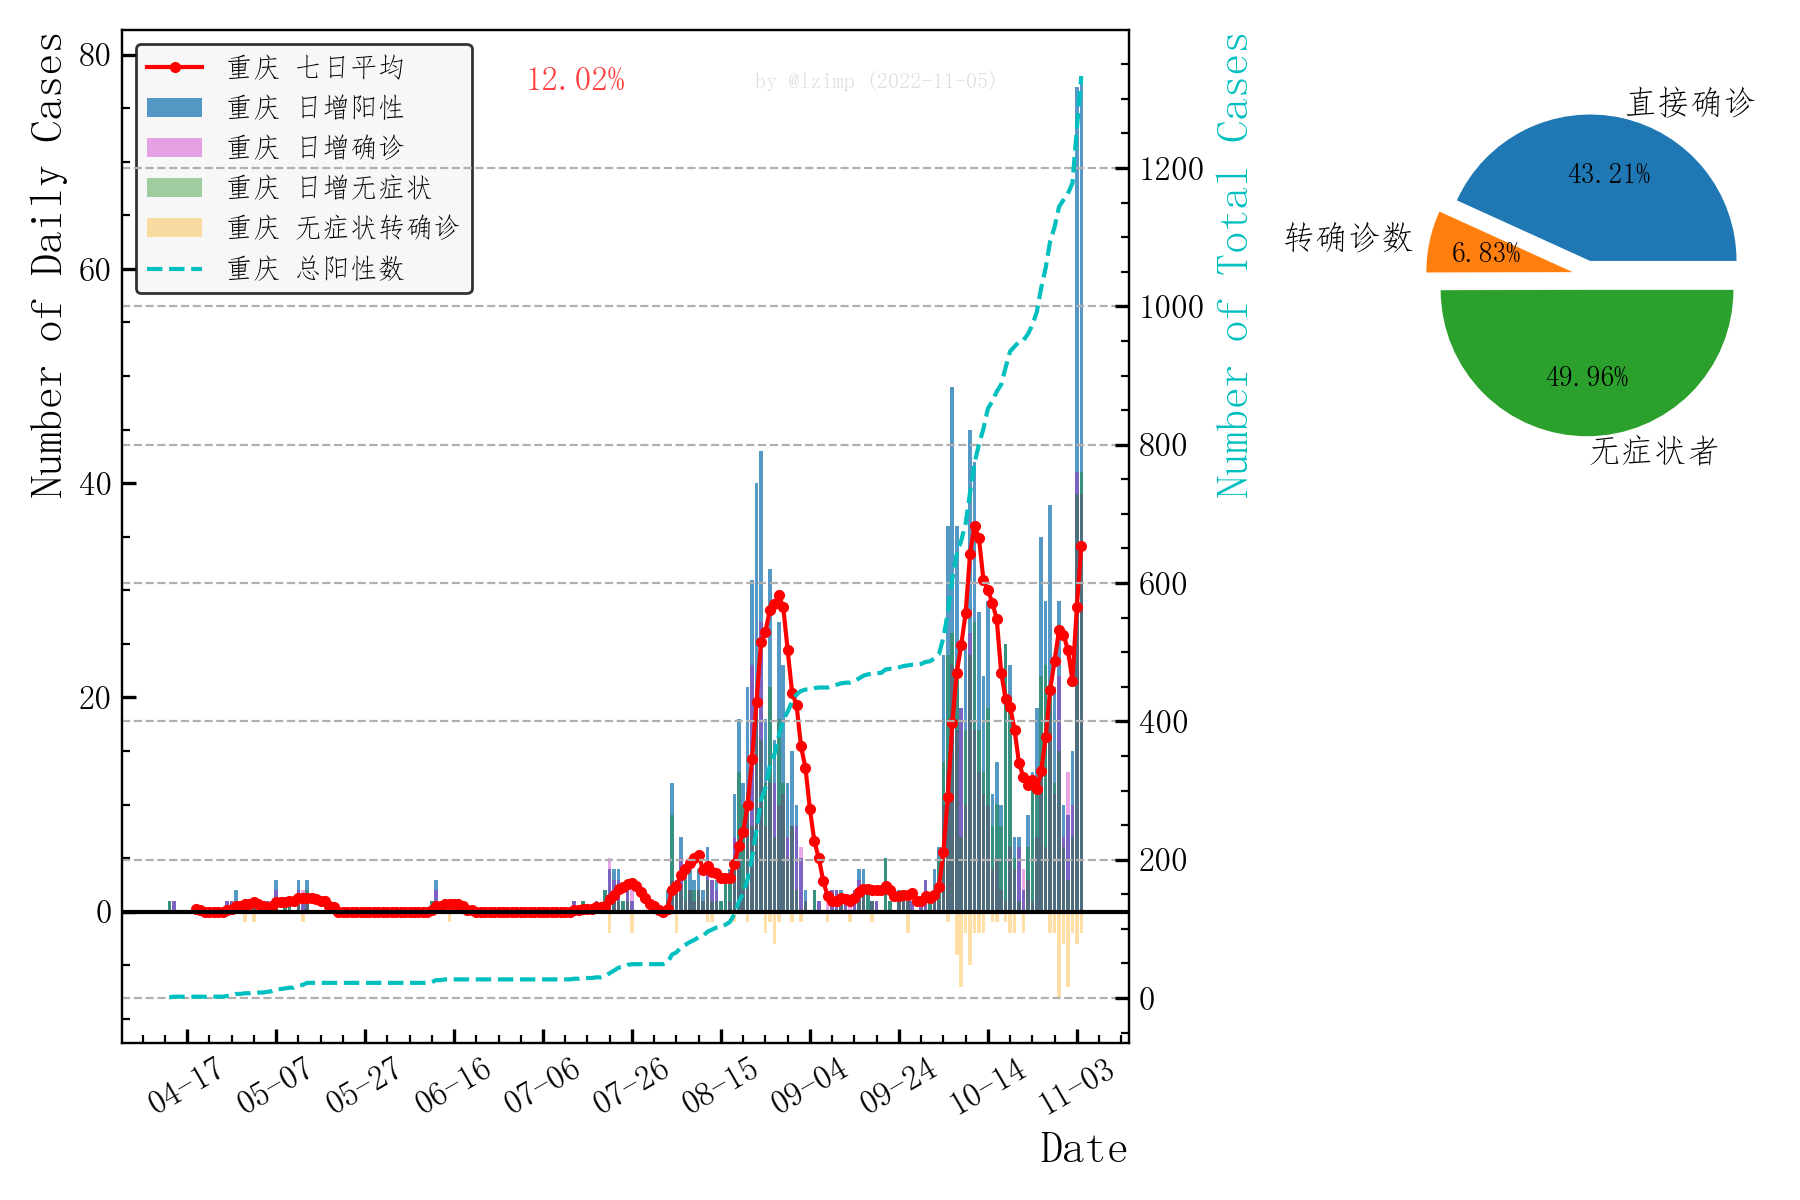 Number of Daily Cases
80
60
40
20
0
重庆 七日平均
重庆 日增阳性
重庆 日增确诊
重庆 日增无症状
重庆 无症状转确诊
重庆 总阳性数
12.02%
by @lzimp (2022-11-05)
1200
1000
800
600
400
200
0
Number of Total Cases
04-17
05-07
05-27
06-16
07-06
07-26
08-15
09-04
09-24
10-14
11-03
Date
直接确诊
43.21%
转确诊数
6.83%
49.96%
无症状者